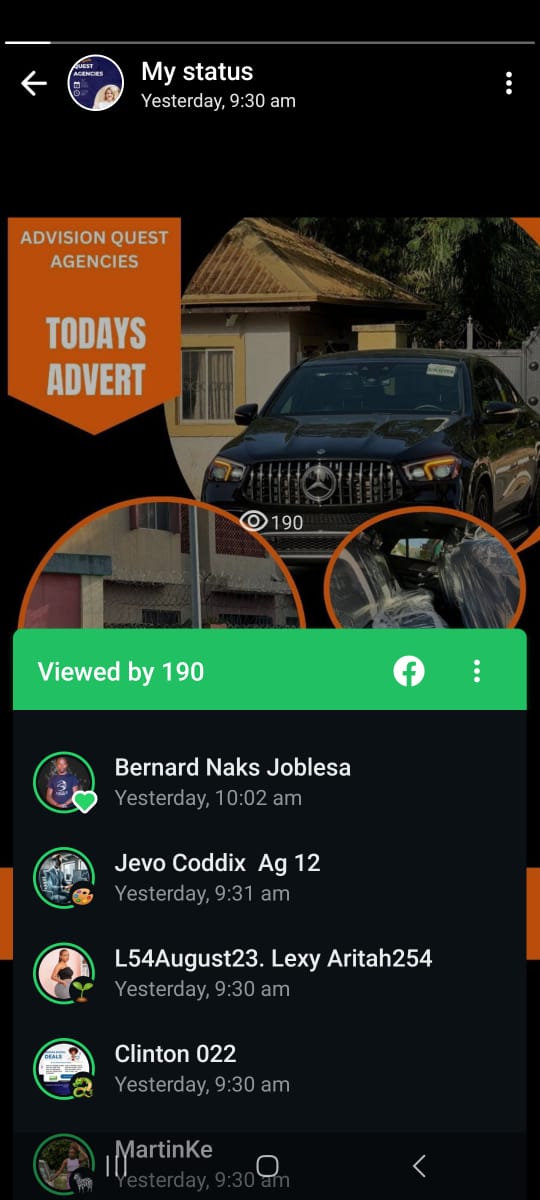 QUEST
AGENCIES
My status
Yesterday, 9:30 am
ADVISION QUEST
AGENCIES
TODAYS
ADVERT
190
Viewed by 190
Bernard Naks Joblesa
Yesterday, 10:02 am
Jevo Coddix Ag 12
Yesterday, 9:31 am
L54August23. Lexy Aritah254
Yesterday, 9:30 am
Clinton 022
Yesterday, 9:30 am
DEALS
MartinKe
Yesterday, 9:30 am